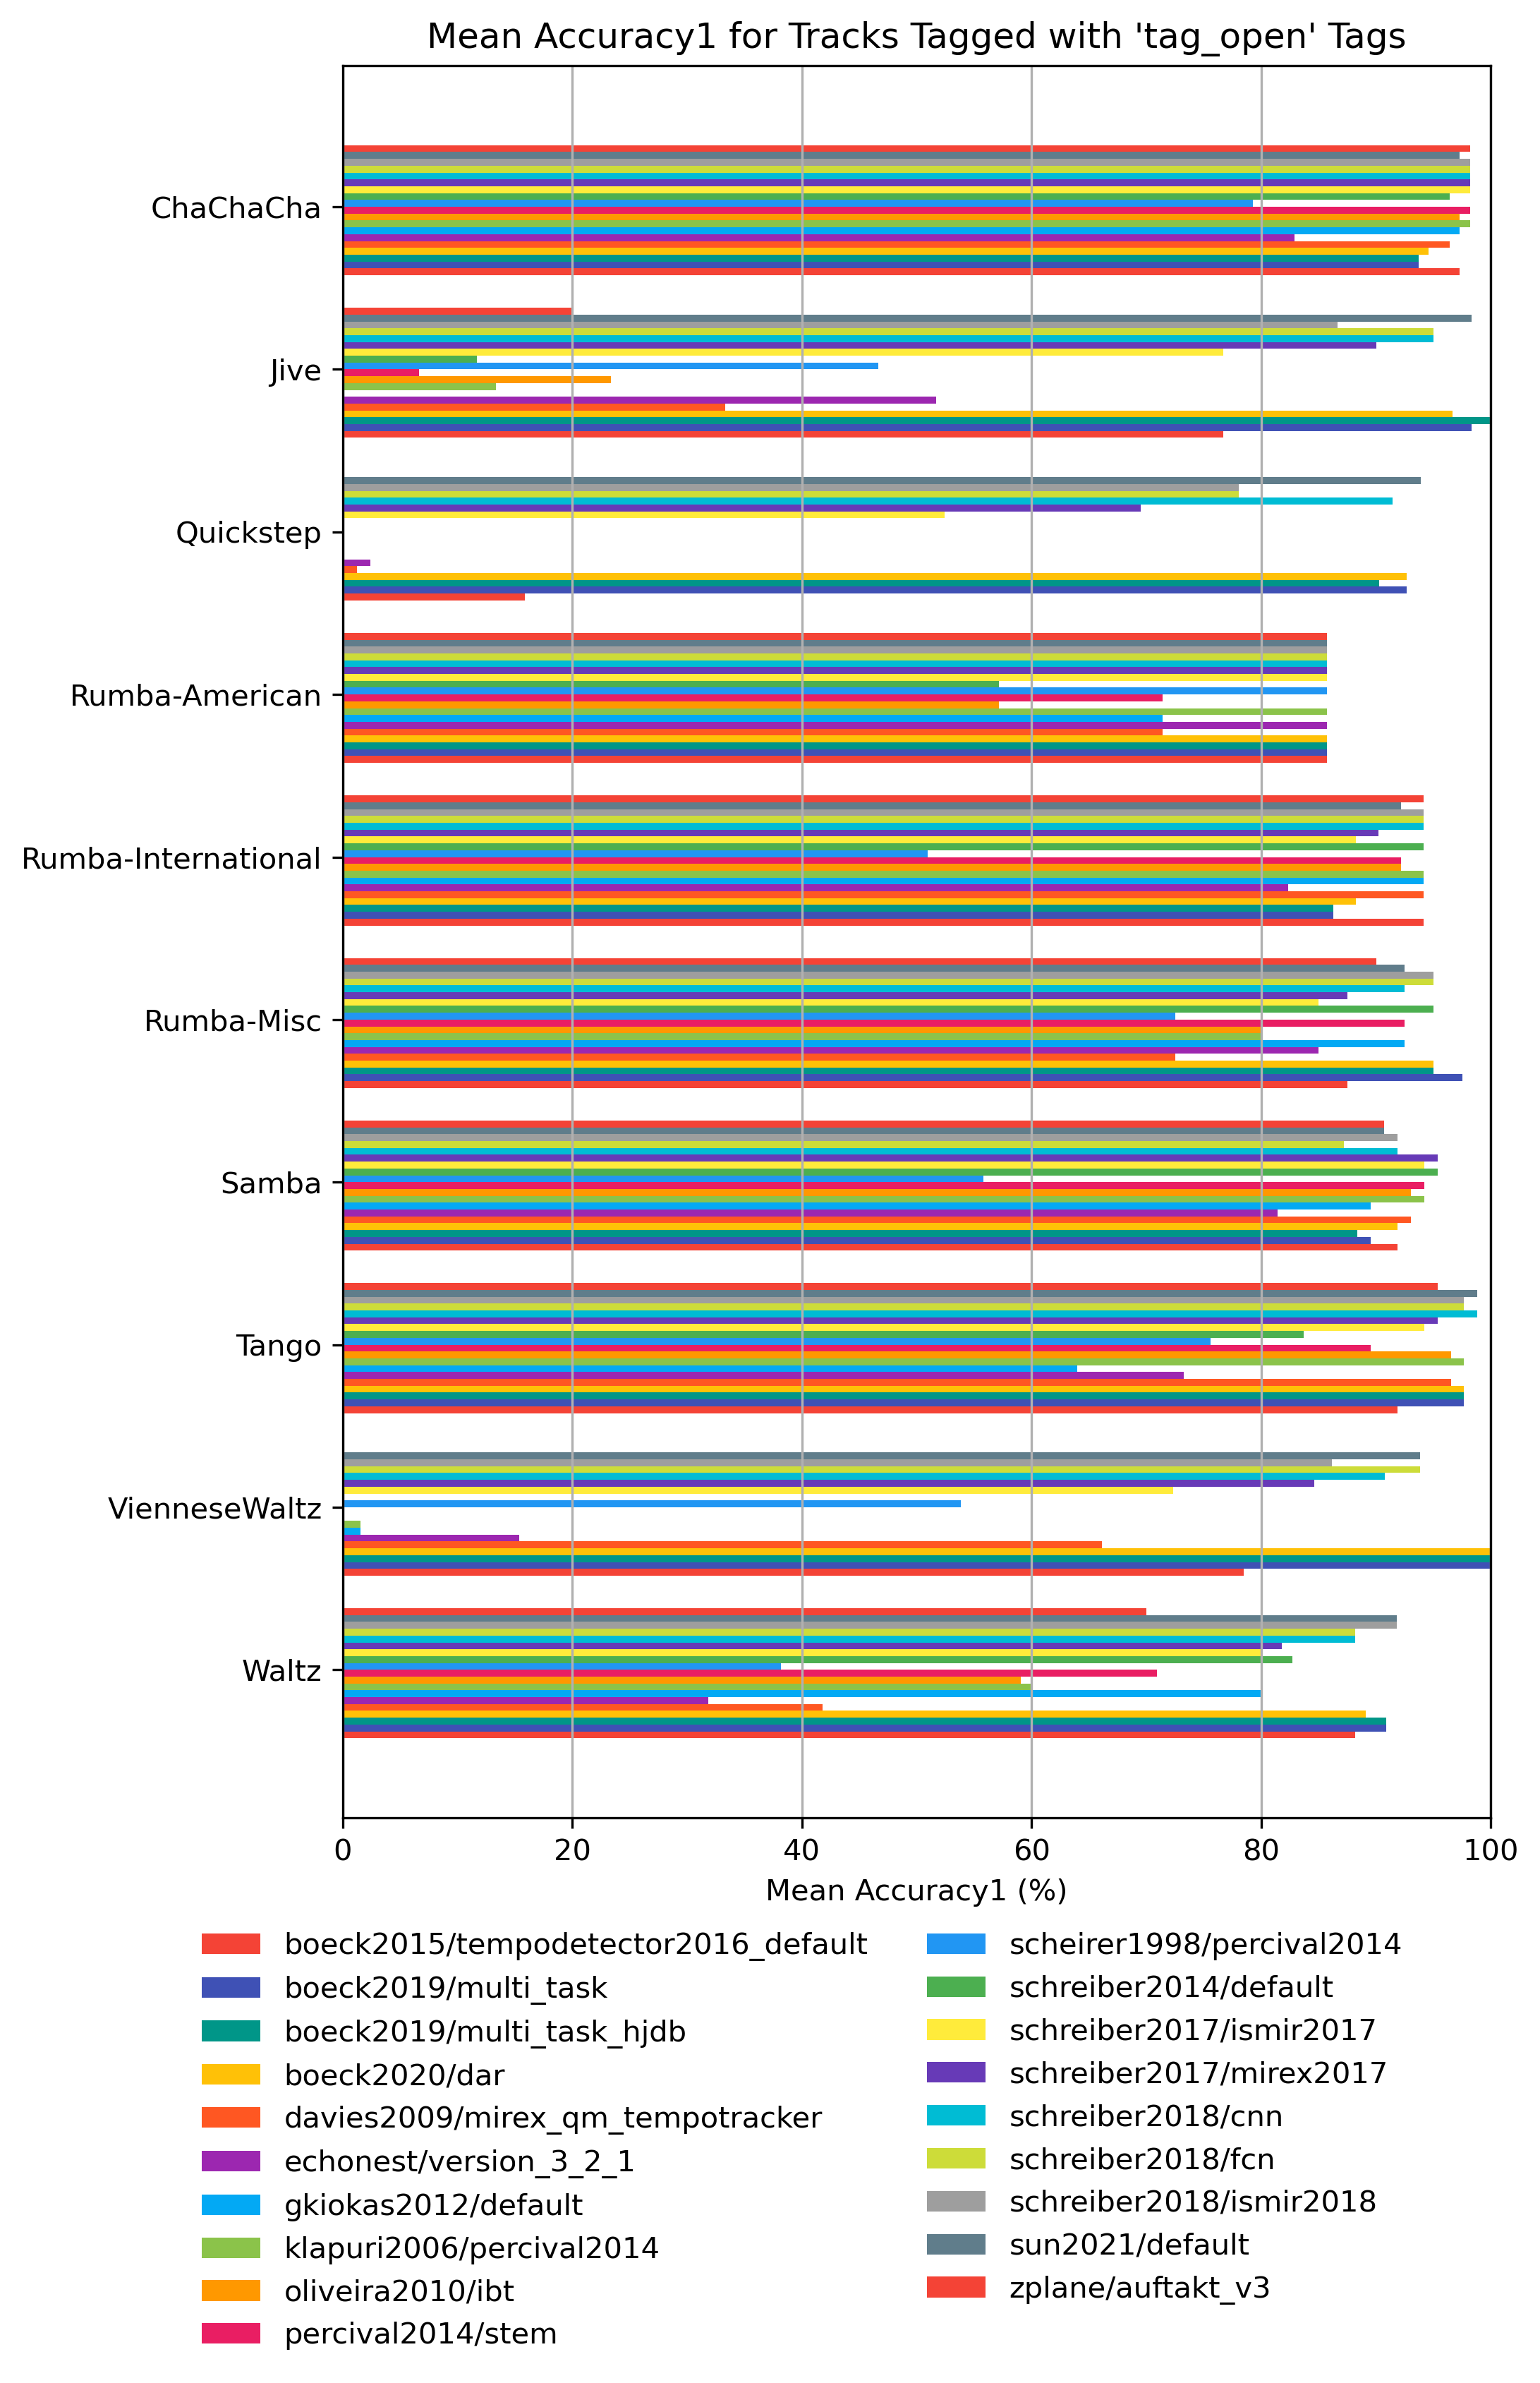 Mean Accuracy1 for Tracks Tagged with 'tag_open' Tags
ChaChaCha
Jive
Quickstep
Rumba-American
Rumba-International
Rumba-Misc
Samba
Tango
VienneseWaltz
Waltz
0 20 40 60 80 100
Mean Accuracy1 (%)
boeck2015/tempodetector2016_default
boeck2019/multi_task
boeck2019/multi_task_hjdb
boeck2020/dar
davies2009/mirex_qm_tempotracker
echonest/version_3_2_1
gkiokas2012/default
klapuri2006/percival2014
oliveira2010/ibt
percival2014/stem
scheirer1998/percival2014
schreiber2014/default
schreiber2017/ismir2017
schreiber2017/mirex2017
schreiber2018/cnn
schreiber2018/fcn
schreiber2018/ismir2018
sun2021/default
zplane/auftakt_v3